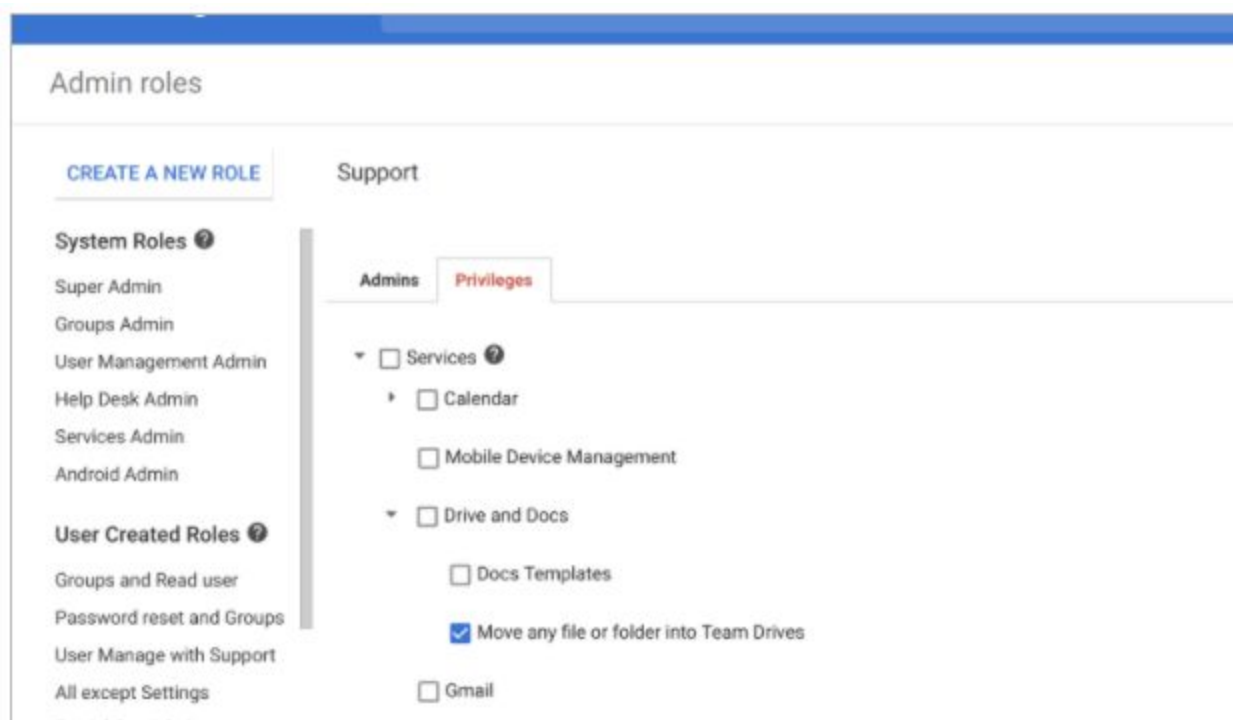 Admin roles
CREATE A NEW ROLE
Support
System Roles
Super Admin
Groups Admin
User Management Admin
Help Desk Admin
Services Admin
Android Admin
User Created Roles
Groups and Read user
Password reset and Groups
User Manage with Support
All except Settings
Admins Privileges
Services
Calendar
Mobile Device Management
Drive and Docs
Docs Templates
Move any file or folder into Team Drives
Gmail